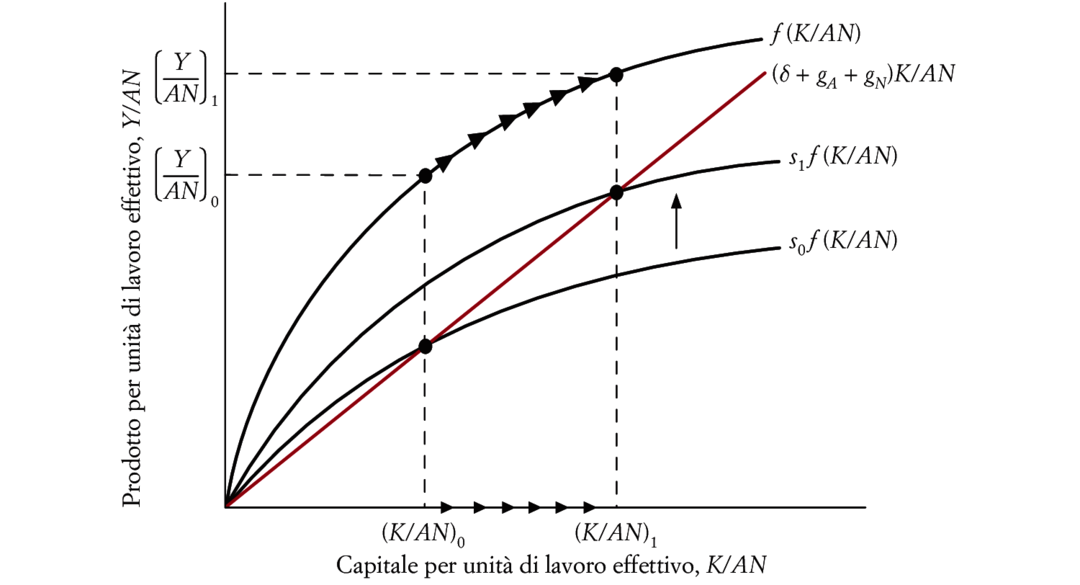 f(K/AN)
(δ + g_A + g_N)K/AN
(Y/AN)₁
(Y/AN)₀
s₁f(K/AN)
s₀f(K/AN)
Prodotto per unità di lavoro effettivo, Y/AN
(K/AN)₀
(K/AN)₁
Capitale per unità di lavoro effettivo, K/AN